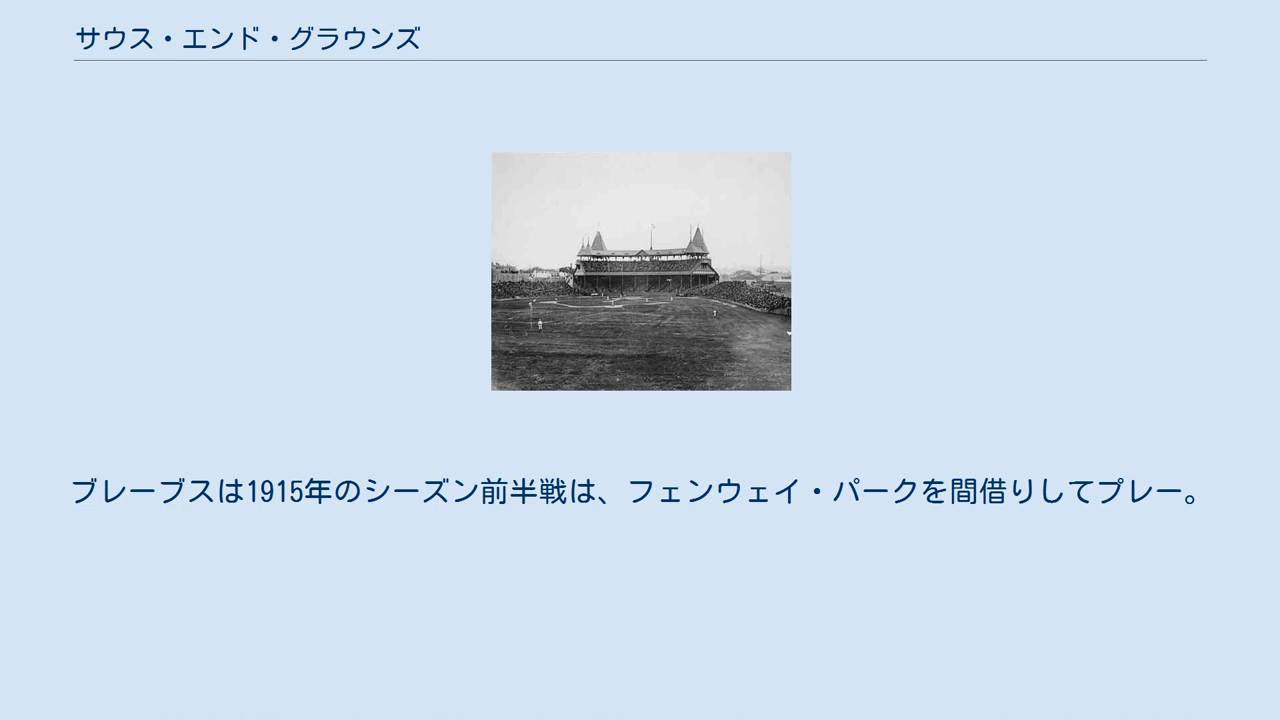 サウス・エンド・グラウンズ
ブレーブスは1915年のシーズン前半戦は、フェンウェイ・パークを間借りしてプレー。